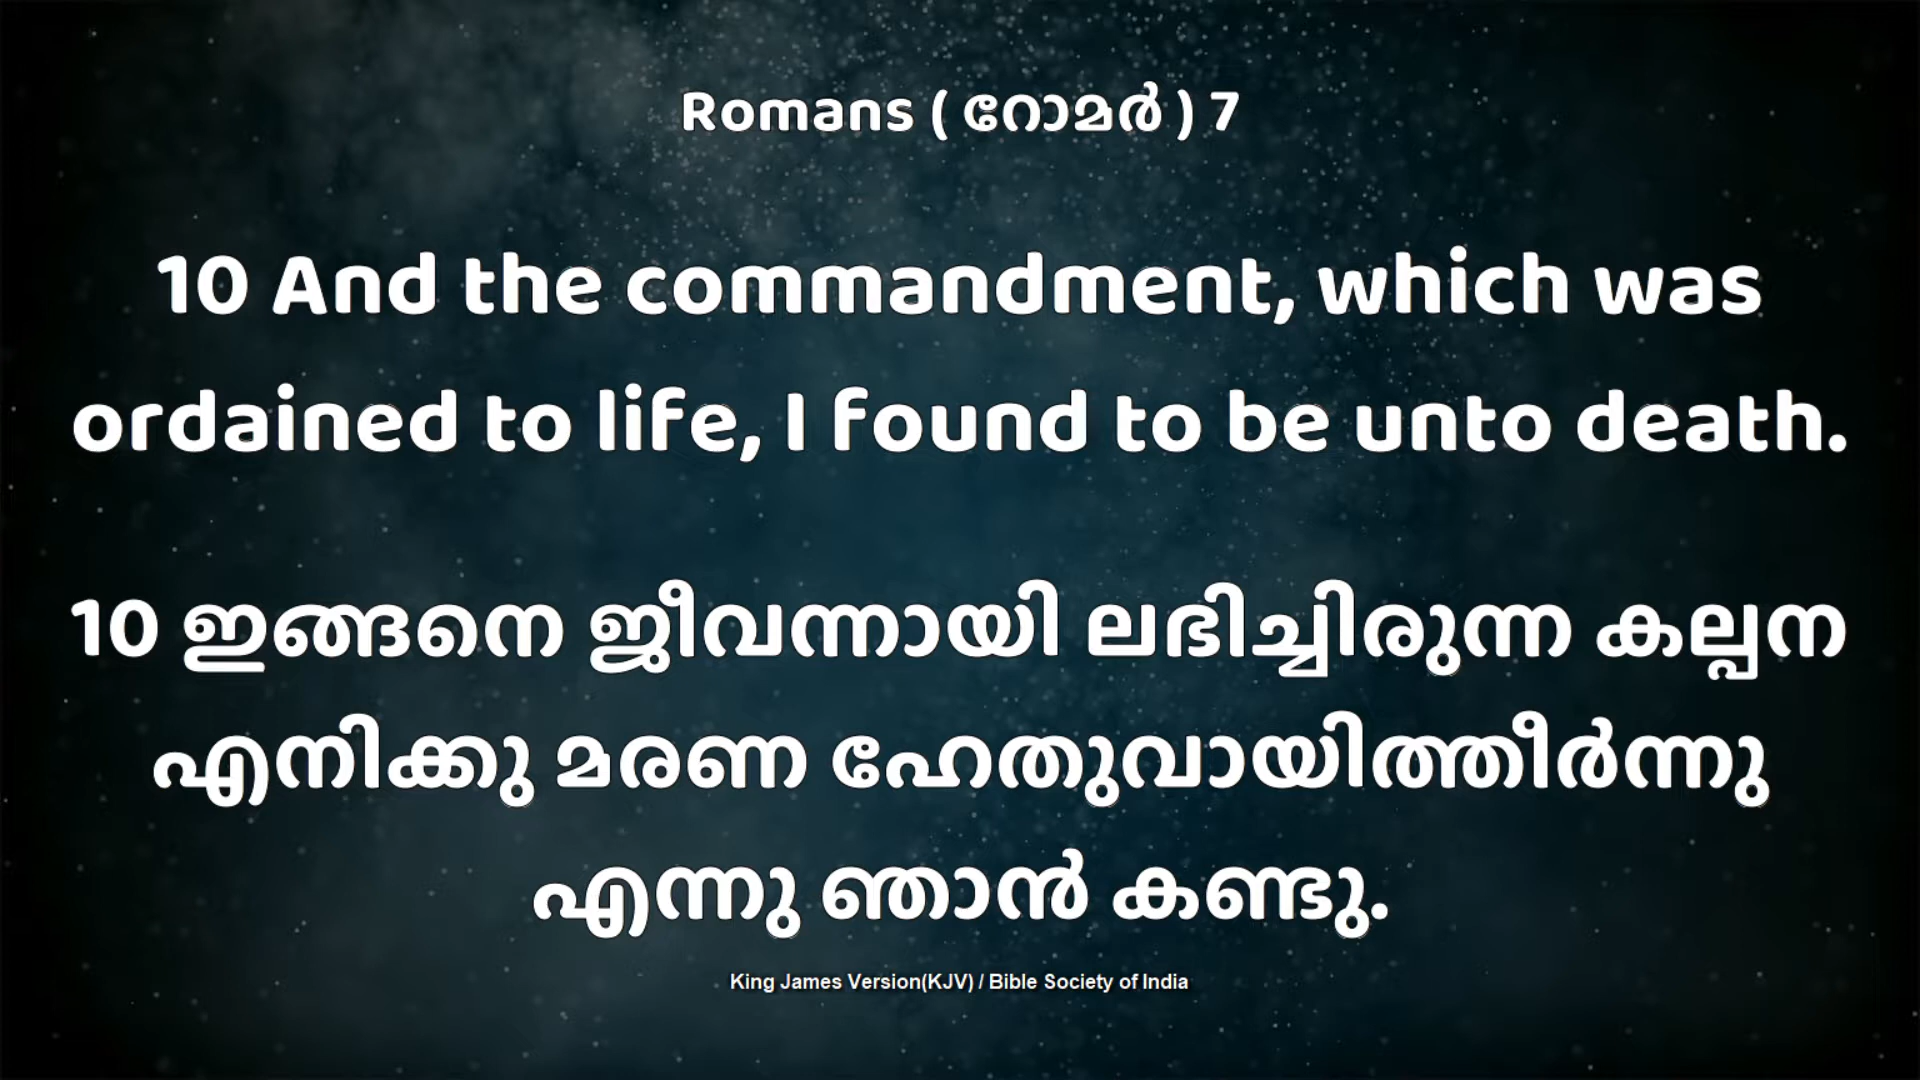 Romans ( റോമർ ) 7
10 And the commandment, which was
ordained to life, I found to be unto death.
10 ഇങ്ങനെ ജീവന്നായി ലഭിച്ചിരുന്ന കല്പന
എനിക്കു മരണ ഹേതുവായിത്തീർന്നു
എന്നു ഞാൻ കണ്ടു.
King James Version(KJV) / Bible Society of India